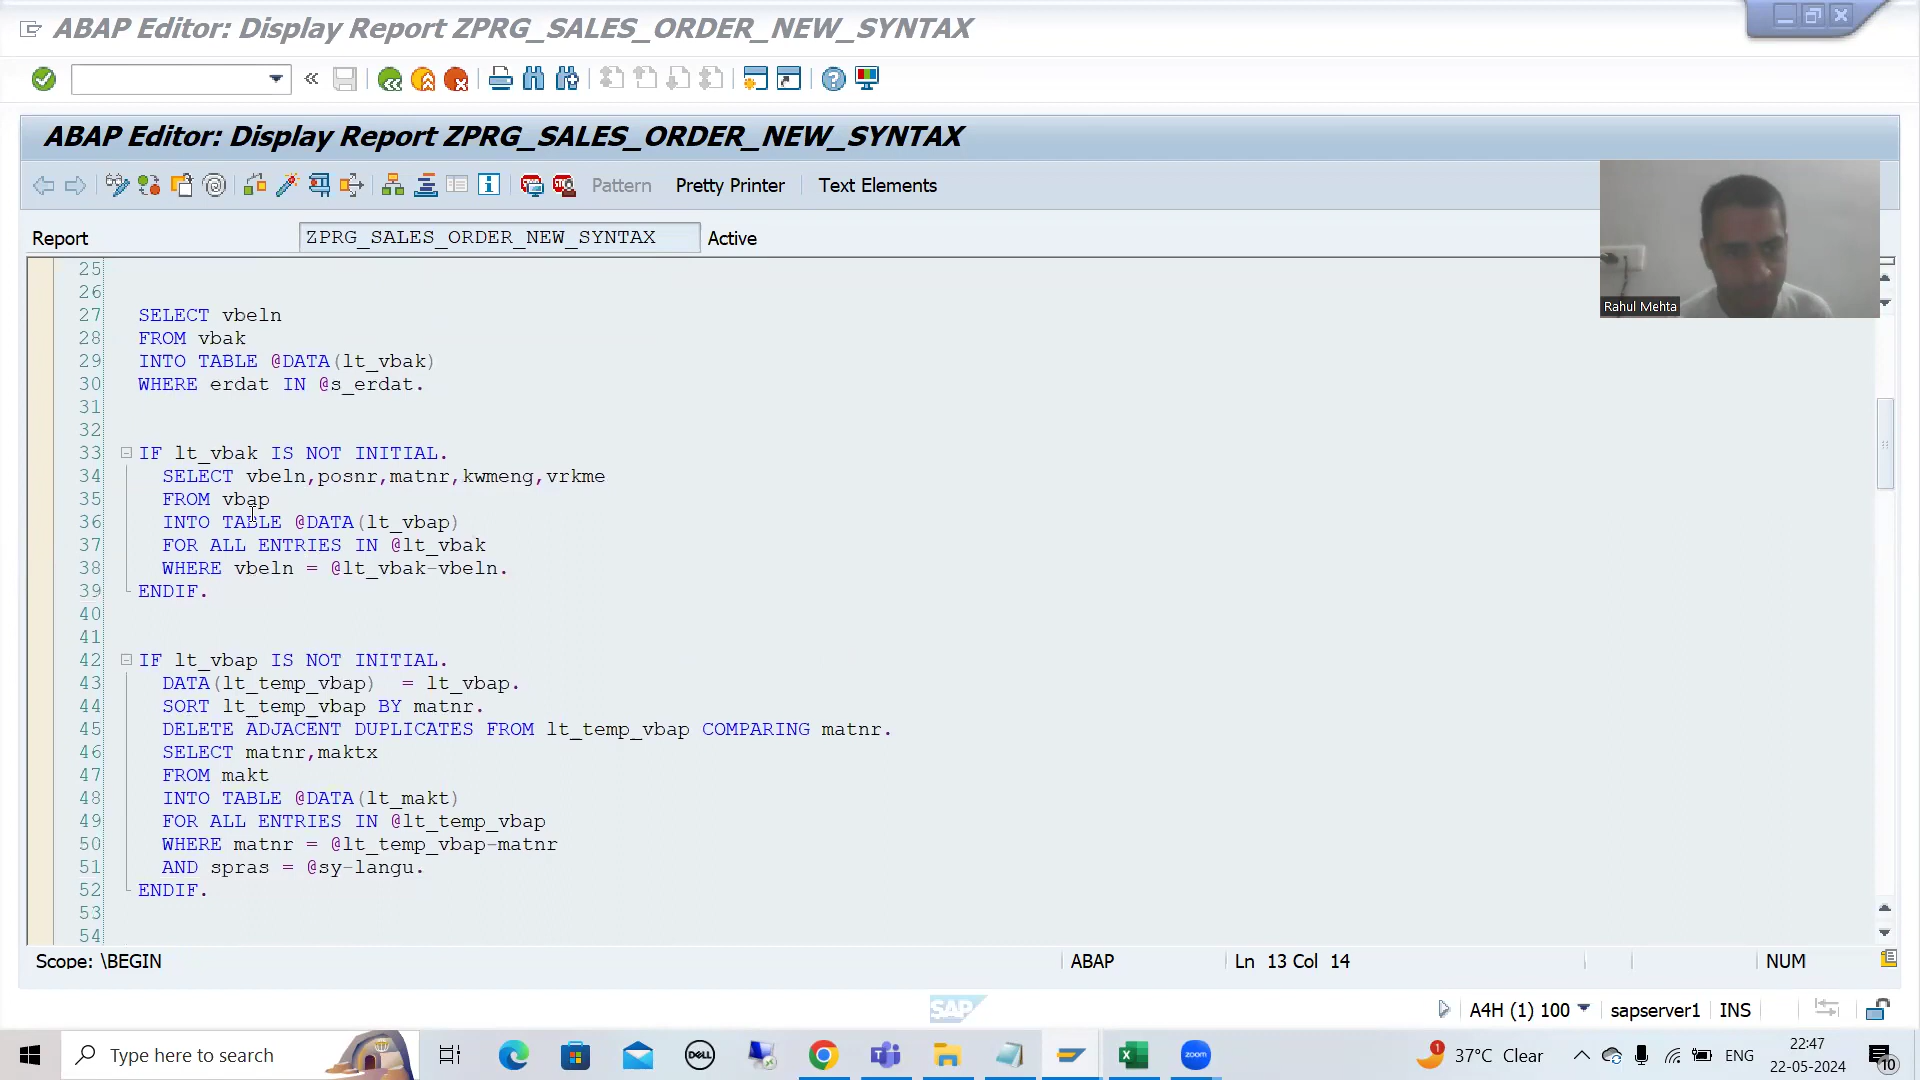 ABAP Editor: Display Report ZPRG_SALES_ORDER_NEW_SYNTAX
ABAP Editor: Display Report ZPRG_SALES_ORDER_NEW_SYNTAX
Pattern Pretty Printer Text Elements
Report ZPRG_SALES_ORDER_NEW_SYNTAX Active
Rahul Mehta
25
26
27 SELECT vbeln
28 FROM vbak
29 INTO TABLE @DATA(lt_vbak)
30 WHERE erdat IN @s_erdat.
31
32
33 IF lt_vbak IS NOT INITIAL.
34 SELECT vbeln,posnr,matnr,kwmeng,vrkme
35 FROM vbap
36 INTO TABLE @DATA(lt_vbap)
37 FOR ALL ENTRIES IN @lt_vbak
38 WHERE vbeln = @lt_vbak-vbeln.
39 ENDIF.
40
41
42 IF lt_vbap IS NOT INITIAL.
43 DATA(lt_temp_vbap) = lt_vbap.
44 SORT lt_temp_vbap BY matnr.
45 DELETE ADJACENT DUPLICATES FROM lt_temp_vbap COMPARING matnr.
46 SELECT matnr,maktx
47 FROM makt
48 INTO TABLE @DATA(lt_makt)
49 FOR ALL ENTRIES IN @lt_temp_vbap
50 WHERE matnr = @lt_temp_vbap-matnr
51 AND spras = @sy-langu.
52 ENDIF.
53
54
Scope: \BEGIN ABAP Ln 13 Col 14 NUM
SAP A4H (1) 100 sapserver1 INS
Type here to search DELL zoom 1 37°C Clear ENG 22:47
22-05-2024 10